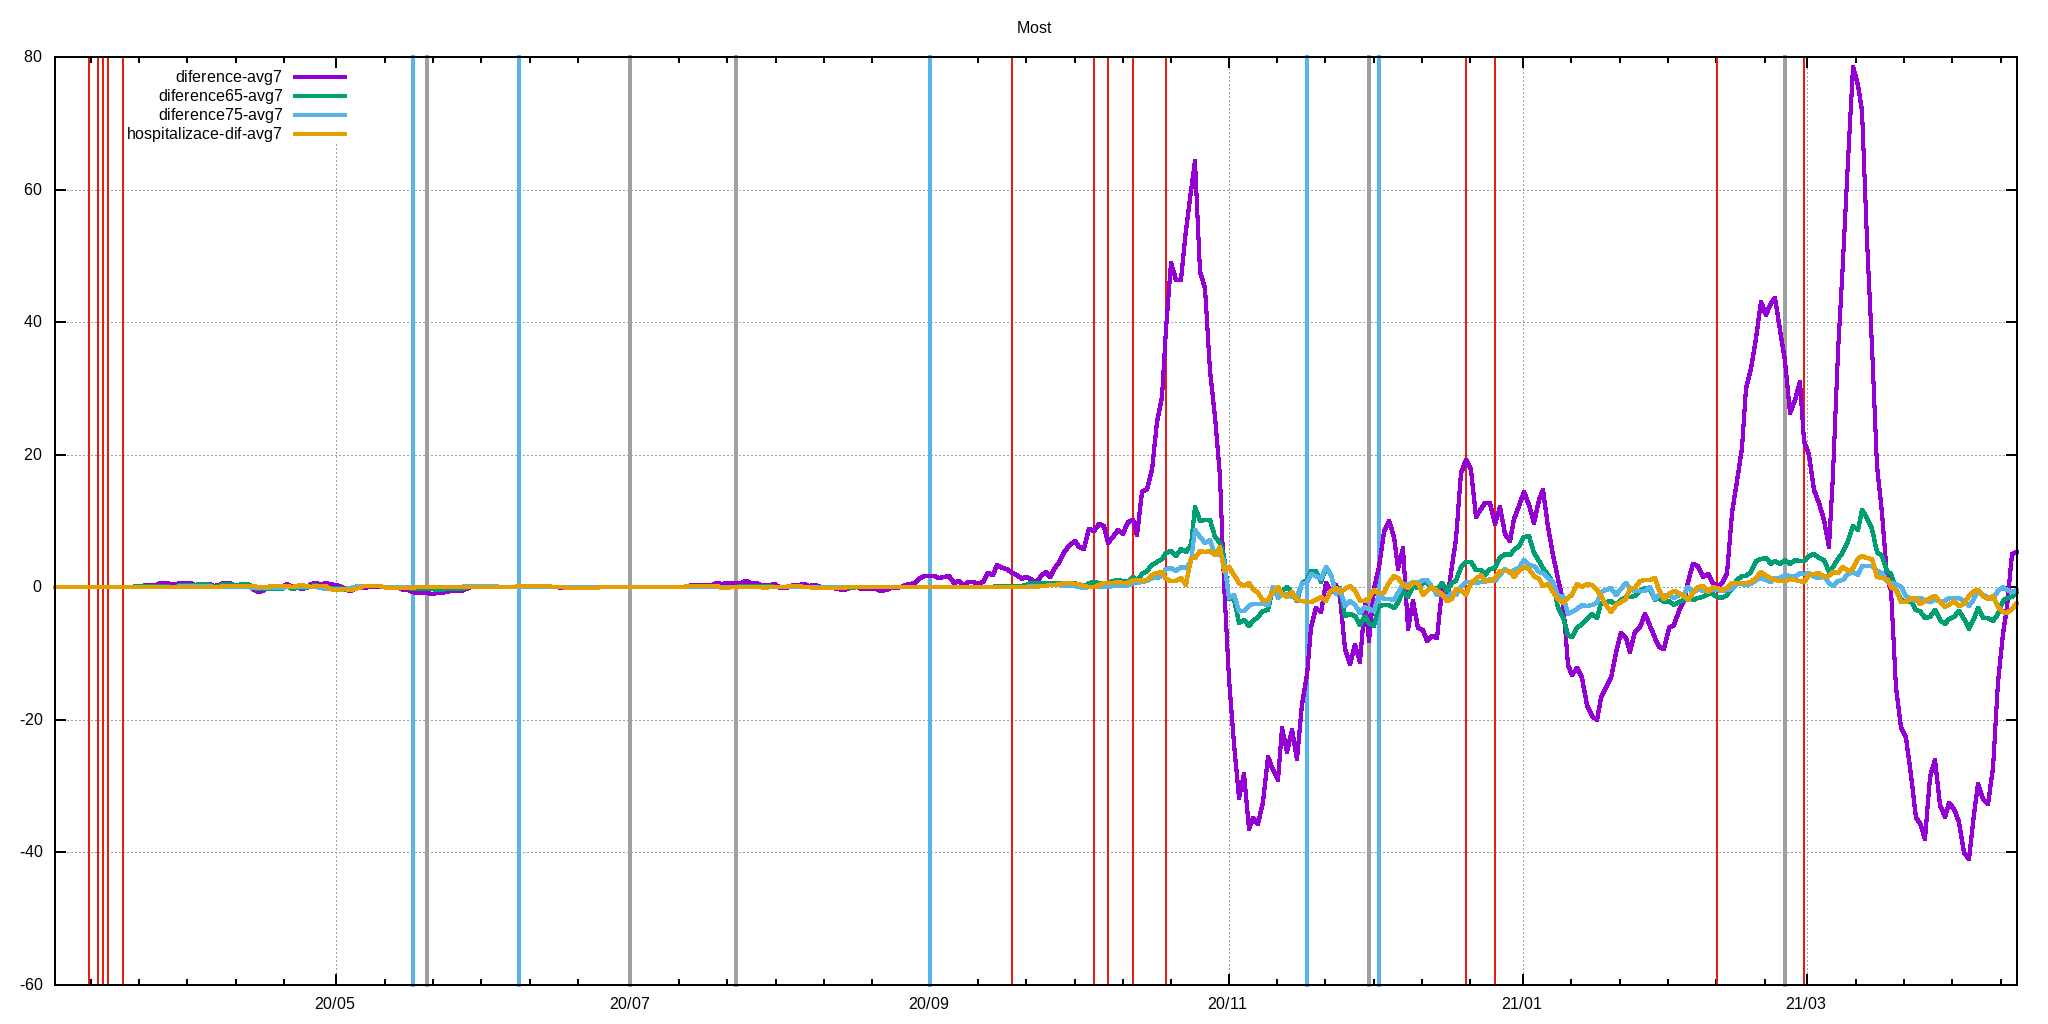 Most
80
diference-avg7
diference65-avg7
diference75-avg7
hospitalizace-dif-avg7
60
40
20
0
-20
-40
-60
20/05 20/07 20/09 20/11 21/01 21/03